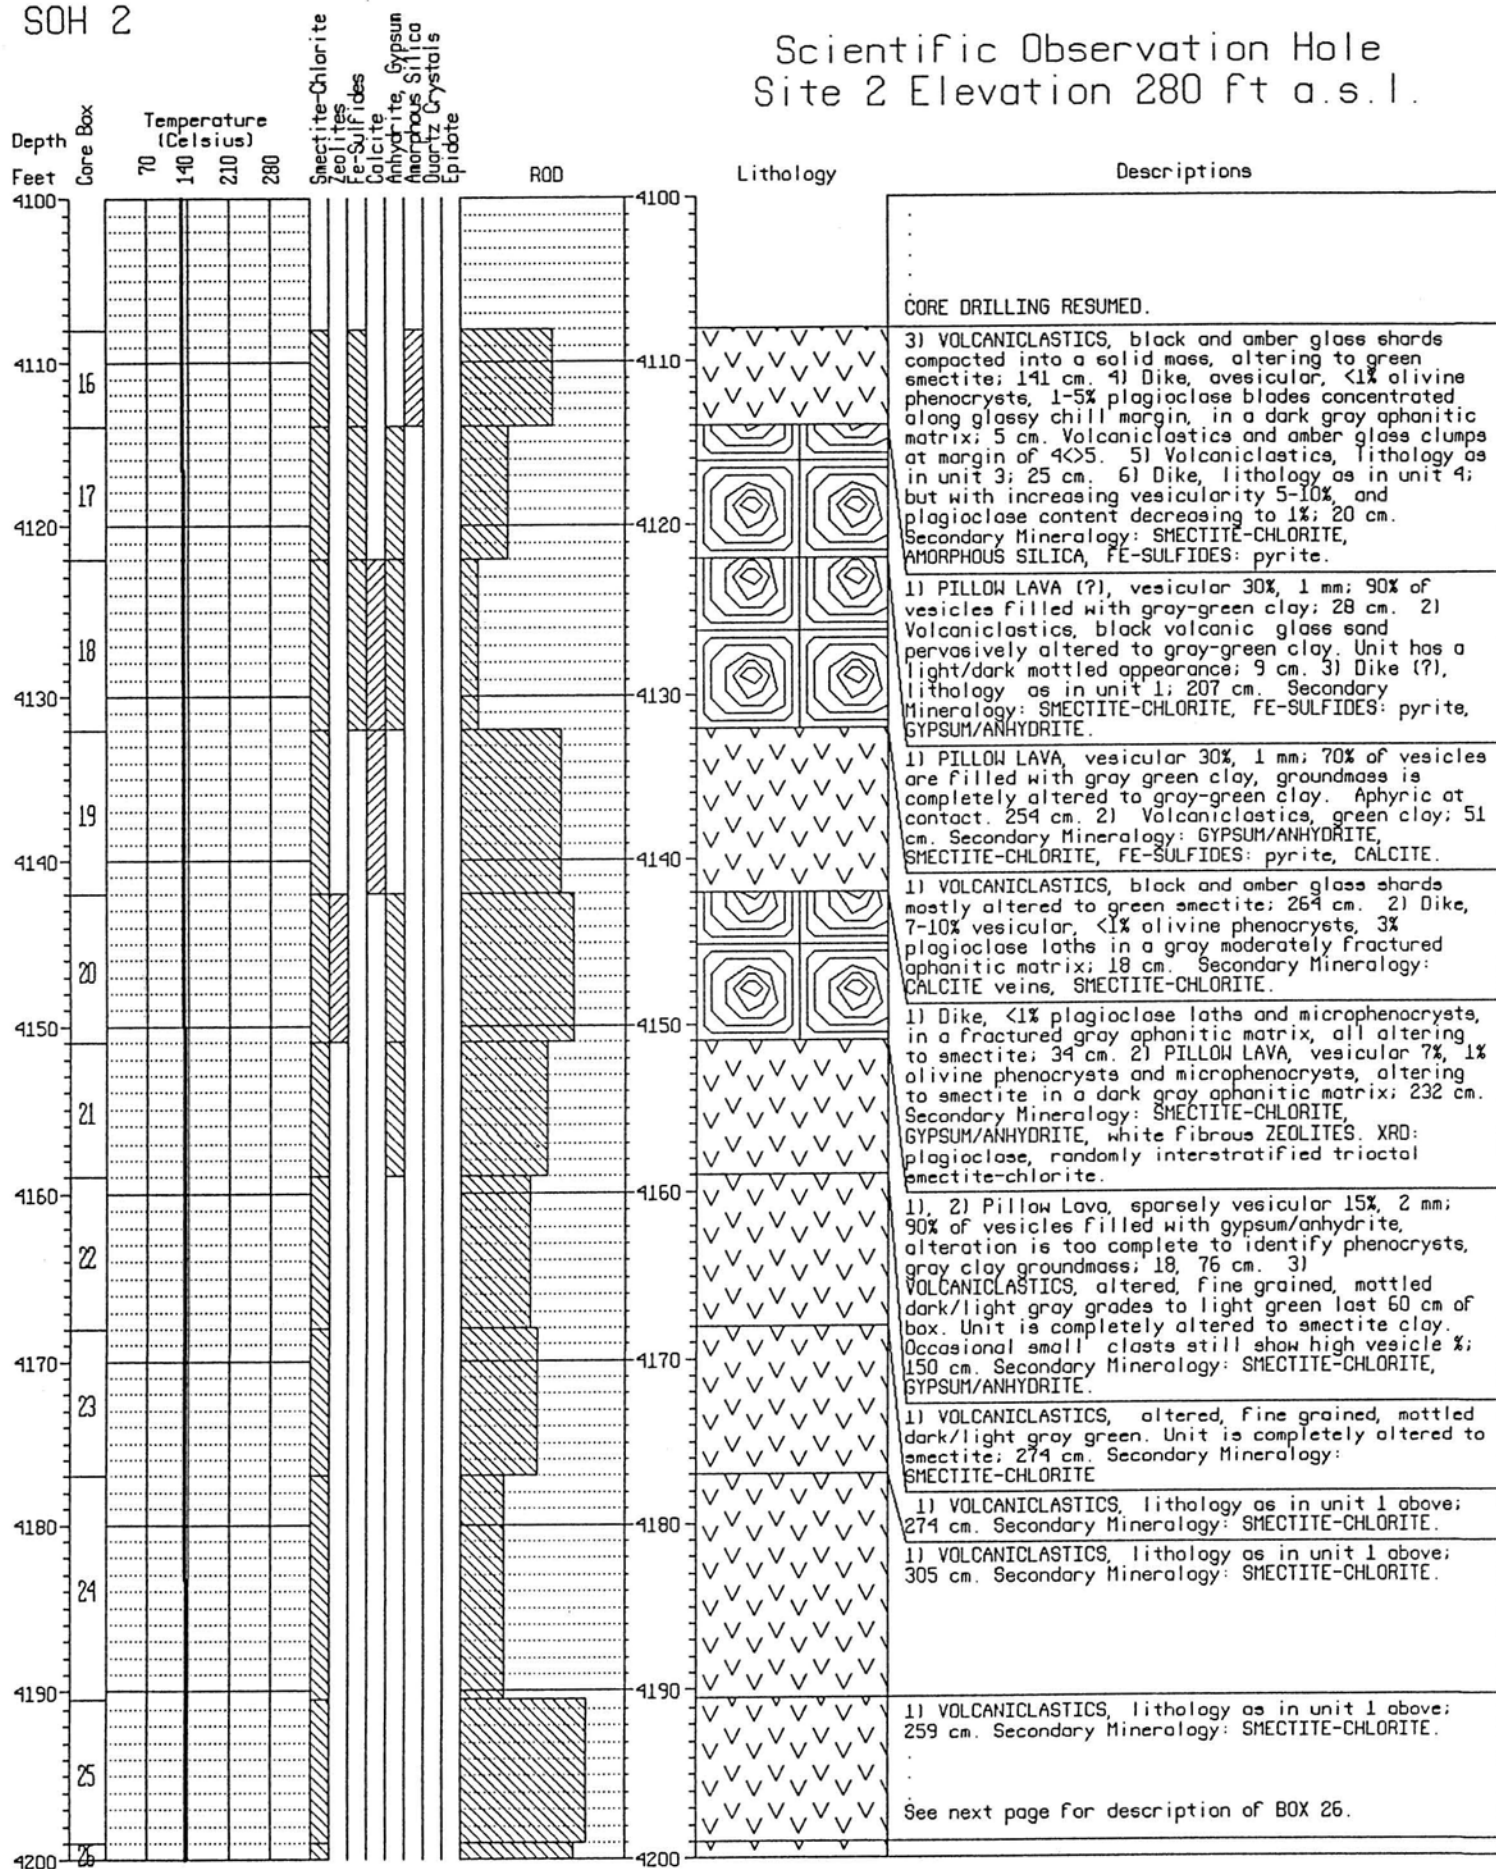 SOH 2
Scientific Observation Hole
Site 2 Elevation 280 ft a.s.l.
Depth
Feet
Core Box
Temperature
(Celsius)
70
140
210
280
Smectite-Chlorite
Zeolites
Fe-Sulfides
Calcite
Anhydrite, Gypsum
Amorphous Silica
Quartz Crystals
Epidote
RQD
Lithology
Descriptions
4100
4110
4120
4130
4140
4150
4160
4170
4180
4190
4200
16
17
18
19
20
21
22
23
24
25
26
4100
4110
4120
4130
4140
4150
4160
4170
4180
4190
4200
.
.
.
.
CORE DRILLING RESUMED.
3) VOLCANICLASTICS, black and amber glass shards
compacted into a solid mass, altering to green
smectite; 141 cm. 4) Dike, avesicular, <1% olivine
phenocrysts, 1-5% plagioclase blades concentrated
along glassy chill margin, in a dark gray aphanitic
matrix; 5 cm. Volcaniclastics and amber glass clumps
at margin of 4<>5. 5) Volcaniclastics, lithology as
in unit 3; 25 cm. 6) Dike, lithology as in unit 4;
but with increasing vesicularity 5-10%, and
plagioclase content decreasing to 1%; 20 cm.
Secondary Mineralogy: SMECTITE-CHLORITE,
AMORPHOUS SILICA, FE-SULFIDES: pyrite.
1) PILLOW LAVA (?), vesicular 30%, 1 mm; 90% of
vesicles filled with gray-green clay; 28 cm. 2)
Volcaniclastics, black volcanic glass sand
pervasively altered to gray-green clay. Unit has a
light/dark mottled appearance; 9 cm. 3) Dike (?),
lithology as in unit 1; 207 cm. Secondary
Mineralogy: SMECTITE-CHLORITE, FE-SULFIDES: pyrite,
GYPSUM/ANHYDRITE.
1) PILLOW LAVA, vesicular 30%, 1 mm; 70% of vesicles
are filled with gray green clay, groundmass is
completely altered to gray-green clay. Aphyric at
contact. 254 cm. 2) Volcaniclastics, green clay; 51
cm. Secondary Mineralogy: GYPSUM/ANHYDRITE,
SMECTITE-CHLORITE, FE-SULFIDES: pyrite, CALCITE.
1) VOLCANICLASTICS, black and amber glass shards
mostly altered to green smectite; 264 cm. 2) Dike,
7-10% vesicular, <1% olivine phenocrysts, 3%
plagioclase laths in a gray moderately fractured
aphanitic matrix; 18 cm. Secondary Mineralogy:
CALCITE veins, SMECTITE-CHLORITE.
1) Dike, <1% plagioclase laths and microphenocrysts,
in a fractured gray aphanitic matrix, all altering
to smectite; 34 cm. 2) PILLOW LAVA, vesicular 7%, 1%
olivine phenocrysts and microphenocrysts, altering
to smectite in a dark gray aphanitic matrix; 232 cm.
Secondary Mineralogy: SMECTITE-CHLORITE,
GYPSUM/ANHYDRITE, white fibrous ZEOLITES. XRD:
plagioclase, randomly interstratified trioctal
smectite-chlorite.
1), 2) Pillow Lava, sparsely vesicular 15%, 2 mm;
90% of vesicles filled with gypsum/anhydrite,
alteration is too complete to identify phenocrysts,
gray clay groundmass; 18, 76 cm. 3)
VOLCANICLASTICS, altered, fine grained, mottled
dark/light gray grades to light green last 60 cm of
box. Unit is completely altered to smectite clay.
Occasional small clasts still show high vesicle %;
150 cm. Secondary Mineralogy: SMECTITE-CHLORITE,
GYPSUM/ANHYDRITE.
1) VOLCANICLASTICS, altered, fine grained, mottled
dark/light gray green. Unit is completely altered to
smectite; 274 cm. Secondary Mineralogy:
SMECTITE-CHLORITE
1) VOLCANICLASTICS, lithology as in unit 1 above;
274 cm. Secondary Mineralogy: SMECTITE-CHLORITE.
1) VOLCANICLASTICS, lithology as in unit 1 above;
305 cm. Secondary Mineralogy: SMECTITE-CHLORITE.
1) VOLCANICLASTICS, lithology as in unit 1 above;
259 cm. Secondary Mineralogy: SMECTITE-CHLORITE.
.
.
.
See next page for description of BOX 26.